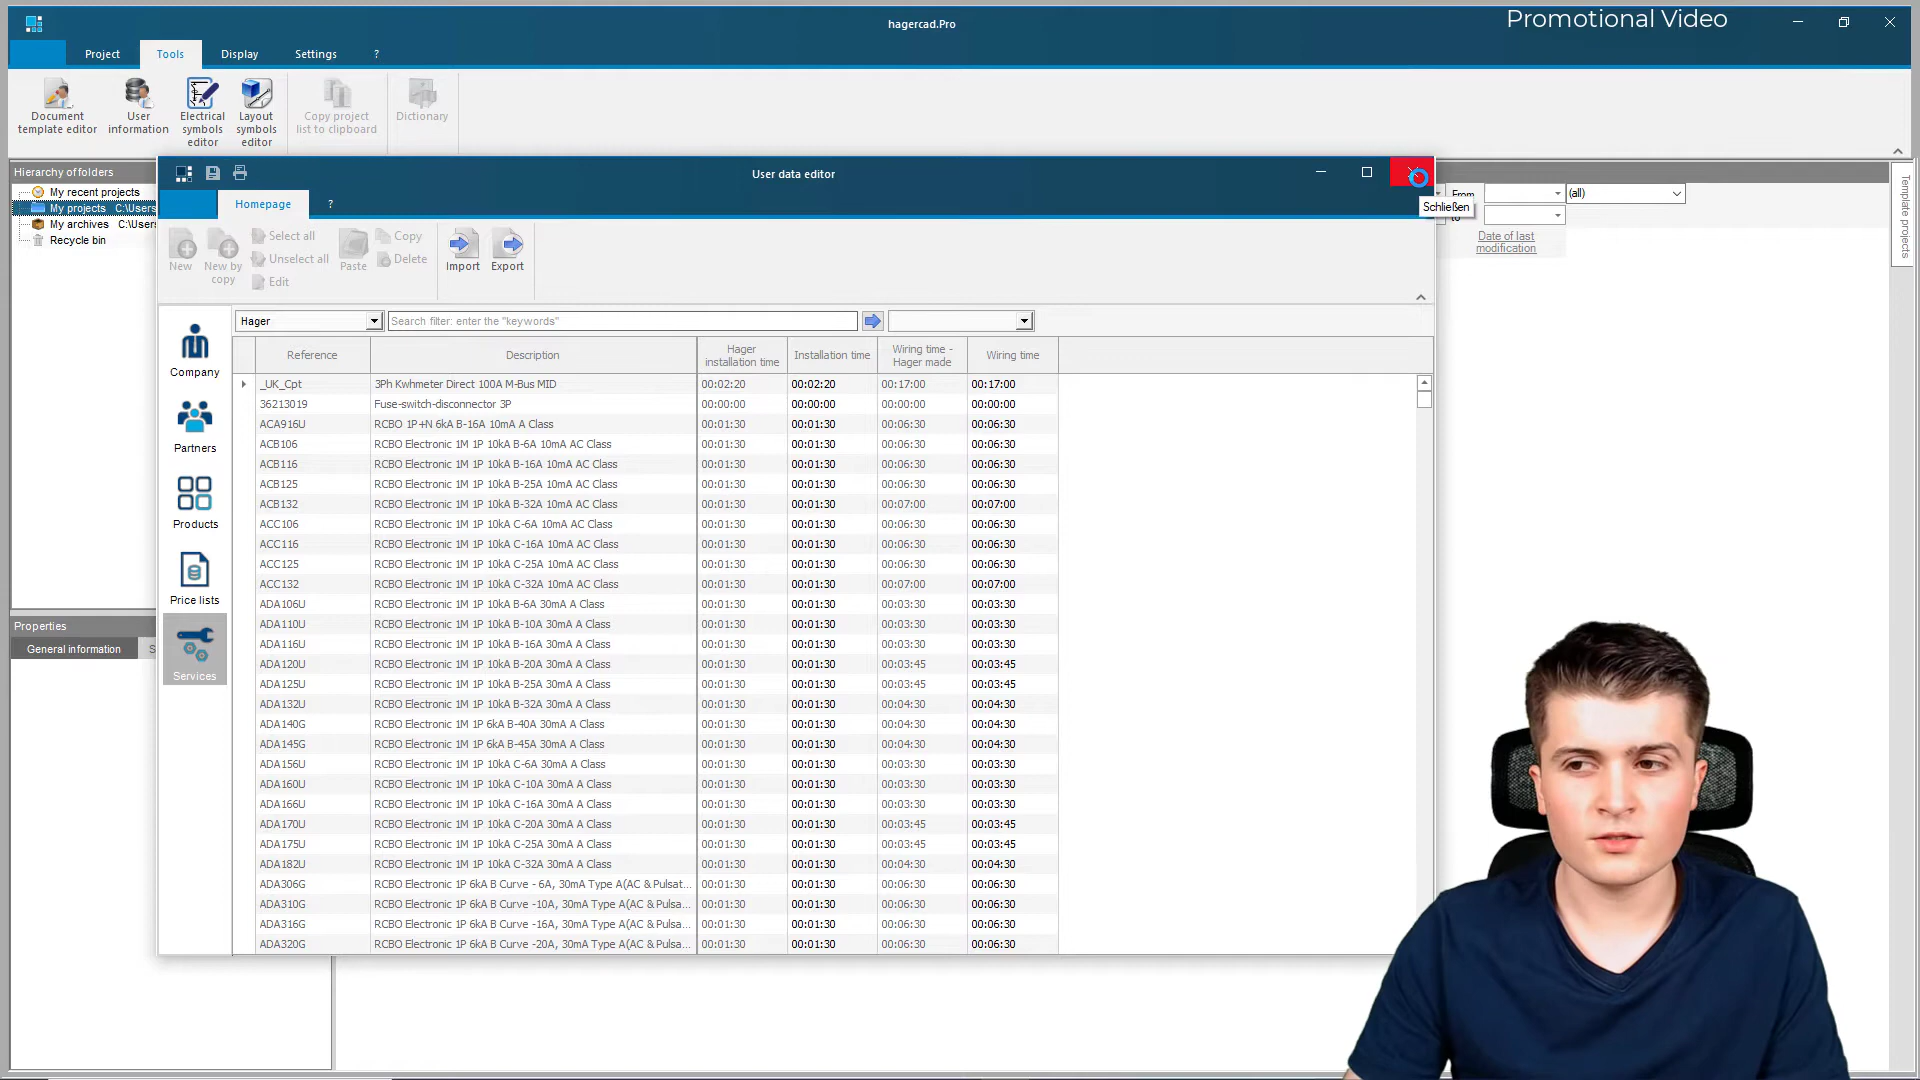 hagercad.Pro
Promotional Video
Project
Tools
Display
Settings
?
Document
template editor
User
information
Electrical
symbols
editor
Layout
symbols
editor
Copy project
list to clipboard
Dictionary
Hierarchy of folders
My recent projects
My projects C:\Users
My archives C:\Users
Recycle bin
User data editor
Schließen
From
to
(all)
Date of last
modification
Template projects
Homepage
?
New
New by
copy
Select all
Unselect all
Edit
Paste
Copy
Delete
Import
Export
Company
Partners
Products
Price lists
Services
Properties
General information S
Hager
Search filter: enter the "keywords"
Reference Description Hager installation time Installation time Wiring time - Hager made Wiring time
_UK_Cpt 3Ph Kwhmeter Direct 100A M-Bus MID 00:02:20 00:02:20 00:17:00 00:17:00
36213019 Fuse-switch-disconnector 3P 00:00:00 00:00:00 00:00:00 00:00:00
ACA916U RCBO 1P+N 6kA B-16A 10mA A Class 00:01:30 00:01:30 00:06:30 00:06:30
ACB106 RCBO Electronic 1M 1P 10kA B-6A 10mA AC Class 00:01:30 00:01:30 00:06:30 00:06:30
ACB116 RCBO Electronic 1M 1P 10kA B-16A 10mA AC Class 00:01:30 00:01:30 00:06:30 00:06:30
ACB125 RCBO Electronic 1M 1P 10kA B-25A 10mA AC Class 00:01:30 00:01:30 00:06:30 00:06:30
ACB132 RCBO Electronic 1M 1P 10kA B-32A 10mA AC Class 00:01:30 00:01:30 00:07:00 00:07:00
ACC106 RCBO Electronic 1M 1P 10kA C-6A 10mA AC Class 00:01:30 00:01:30 00:06:30 00:06:30
ACC116 RCBO Electronic 1M 1P 10kA C-16A 10mA AC Class 00:01:30 00:01:30 00:06:30 00:06:30
ACC125 RCBO Electronic 1M 1P 10kA C-25A 10mA AC Class 00:01:30 00:01:30 00:06:30 00:06:30
ACC132 RCBO Electronic 1M 1P 10kA C-32A 10mA AC Class 00:01:30 00:01:30 00:07:00 00:07:00
ADA106U RCBO Electronic 1M 1P 10kA B-6A 30mA A Class 00:01:30 00:01:30 00:03:30 00:03:30
ADA110U RCBO Electronic 1M 1P 10kA B-10A 30mA A Class 00:01:30 00:01:30 00:03:30 00:03:30
ADA116U RCBO Electronic 1M 1P 10kA B-16A 30mA A Class 00:01:30 00:01:30 00:03:30 00:03:30
ADA120U RCBO Electronic 1M 1P 10kA B-20A 30mA A Class 00:01:30 00:01:30 00:03:45 00:03:45
ADA125U RCBO Electronic 1M 1P 10kA B-25A 30mA A Class 00:01:30 00:01:30 00:03:45 00:03:45
ADA132U RCBO Electronic 1M 1P 10kA B-32A 30mA A Class 00:01:30 00:01:30 00:04:30 00:04:30
ADA140G RCBO Electronic 1M 1P 6kA B-40A 30mA A Class 00:01:30 00:01:30 00:04:30 00:04:30
ADA145G RCBO Electronic 1M 1P 6kA B-45A 30mA A Class 00:01:30 00:01:30 00:04:30 00:04:30
ADA156U RCBO Electronic 1M 1P 10kA C-6A 30mA A Class 00:01:30 00:01:30 00:03:30 00:03:30
ADA160U RCBO Electronic 1M 1P 10kA C-10A 30mA A Class 00:01:30 00:01:30 00:03:30 00:03:30
ADA166U RCBO Electronic 1M 1P 10kA C-16A 30mA A Class 00:01:30 00:01:30 00:03:30 00:03:30
ADA170U RCBO Electronic 1M 1P 10kA C-20A 30mA A Class 00:01:30 00:01:30 00:03:45 00:03:45
ADA175U RCBO Electronic 1M 1P 10kA C-25A 30mA A Class 00:01:30 00:01:30 00:03:45 00:03:45
ADA182U RCBO Electronic 1M 1P 10kA C-32A 30mA A Class 00:01:30 00:01:30 00:04:30 00:04:30
ADA306G RCBO Electronic 1P 6kA B Curve - 6A, 30mA Type A(AC & Pulsat... 00:01:30 00:01:30 00:06:30 00:06:30
ADA310G RCBO Electronic 1P 6kA B Curve -10A, 30mA Type A(AC & Pulsa... 00:01:30 00:01:30 00:06:30 00:06:30
ADA316G RCBO Electronic 1P 6kA B Curve -16A, 30mA Type A(AC & Pulsa... 00:01:30 00:01:30 00:06:30 00:06:30
ADA320G RCBO Electronic 1P 6kA B Curve -20A, 30mA Type A(AC & Pulsa... 00:01:30 00:01:30 00:06:30 00:06:30